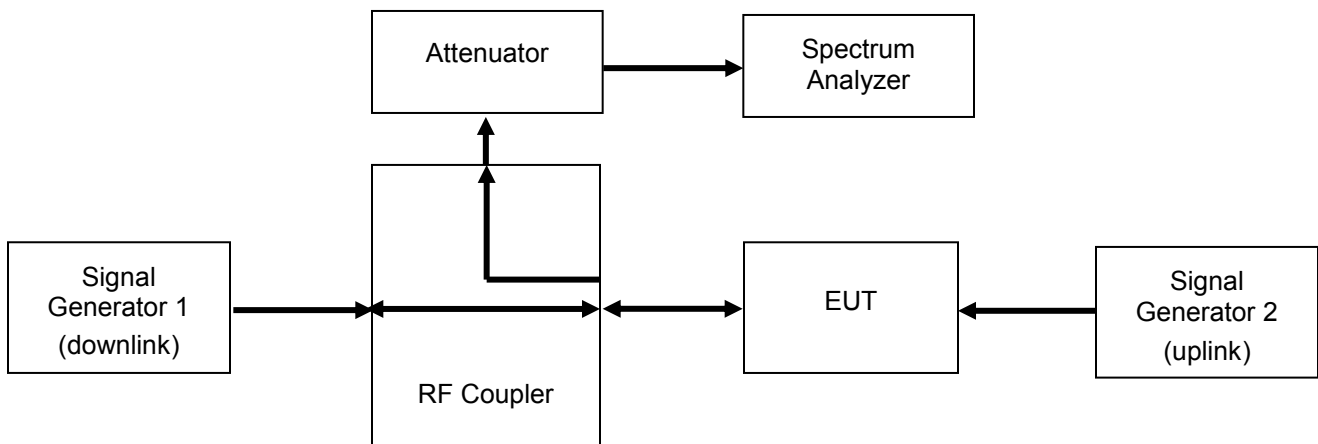 Attenuator
Spectrum
Analyzer
Signal
Generator 1
(downlink)
RF Coupler
EUT
Signal
Generator 2
(uplink)